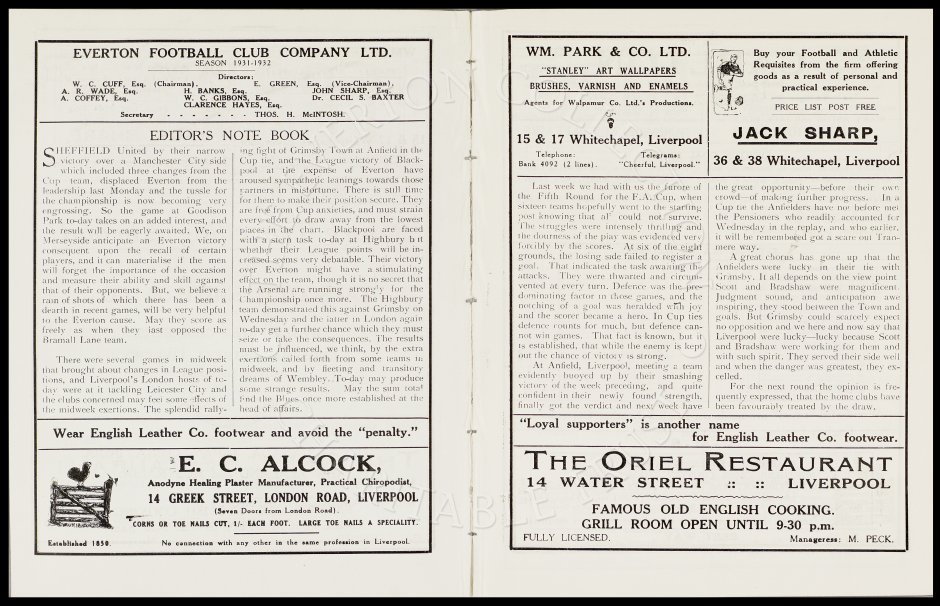 EVERTON FOOTBALL CLUB COMPANY LTD.
SEASON 1931-1932
Directors:
W. C. CUFF, Esq. (Chairman) E. GREEN, Esq. (Vice-Chairman),
A. R. WADE, Esq. H. BANKS, Esq. JOHN SHARP, Esq.
A. COFFEY, Esq. W. C. GIBBONS, Esq. Dr. CECIL S. BAXTER
CLARENCE HAYES, Esq.
Secretary - - - - - - - THOS. H. McINTOSH.
EDITOR'S NOTE BOOK
SHEFFIELD United by their narrow
victory over a Manchester City side
which included three changes from the
Cup team, displaced Everton from the
leadership last Monday and the tussle for
the championship is now becoming very
engrossing. So the game at Goodison
Park to-day takes on an added interest, and
the result will be eagerly awaited. We, on
Merseyside anticipate an Everton victory
consequent upon the recall of certain
players, and it can materialise if the men
will forget the importance of the occasion
and measure their ability and skill against
that of their opponents. But, we believe a
rain of shots of which there has been a
dearth in recent games, will be very helpful
to the Everton cause. May they score as
freely as when they last opposed the
Bramall Lane team.
There were several games in midweek
that brought about changes in League posi-
tions, and Liverpool's London hosts of to-
day were at it tackling Leicester City and
the clubs concerned may feel some effects of
the midweek exertions. The splendid rally-
ing fight of Grimsby Town at Anfield in the
Cup tie, and the League victory of Black-
pool at the expense of Everton have
aroused sympathetic leanings towards those
partners in misfortune. There is still time
for them to make their position secure. They
are free from Cup anxieties, and must strain
every effort to draw away from the lowest
places in the chart. Blackpool are faced
with a stern task to-day at Highbury but
whether their League points will be in-
creased seems very debatable. Their victory
over Everton might have a stimulating
effect on the team, though it is no secret that
the Arsenal are running strongly for the
Championship once more. The Highbury
team demonstrated this against Grimsby on
Wednesday and the latter in London again
to-day get a further chance which they must
seize or take the consequences. The results
must be influenced, we think, by the extra
exertions called forth from some teams in
midweek, and by fleeting and transitory
dreams of Wembley. To-day may produce
some strange results. May the sum total
find the Blues once more established at the
head of affairs.
Wear English Leather Co. footwear and avoid the "penalty."
E. C. ALCOCK,
Anodyne Healing Plaster Manufacturer, Practical Chiropodist,
14 GREEK STREET, LONDON ROAD, LIVERPOOL
(Seven Doors from London Road).
CORNS OR TOE NAILS CUT, 1/- EACH FOOT. LARGE TOE NAILS A SPECIALITY.
Established 1850. No connection with any other in the same profession in Liverpool.
WM. PARK & CO. LTD.
"STANLEY" ART WALLPAPERS
BRUSHES, VARNISH AND ENAMELS
Agents for Walpamur Co. Ltd.'s Productions.
15 & 17 Whitechapel, Liverpool
Telephone: Telegrams:
Bank 4092 (2 lines). "Cheerful, Liverpool."
Buy your Football and Athletic
Requisites from the firm offering
goods as a result of personal and
practical experience.
PRICE LIST POST FREE
JACK SHARP,
36 & 38 Whitechapel, Liverpool
Last week we had with us the furore of
the Fifth Round for the F.A. Cup, when
sixteen teams hopefully went to the starting
post knowing that all could not survive.
The struggles were intensely thrilling and
the dourness of the play was evidenced very
forcibly by the scores. At six of the eight
grounds, the losing side failed to register a
goal. That indicated the task awaiting the
attacks. They were thwarted and circum-
vented at every turn. Defence was the pre-
dominating factor in those games, and the
notching of a goal was heralded with joy
and the scorer became a hero. In Cup ties
defence counts for much, but defence can-
not win games. That fact is known, but it
is established, that while the enemy is kept
out the chance of victory is strong.
At Anfield, Liverpool, meeting a team
evidently buoyed up by their smashing
victory of the week preceding, and quite
confident in their newly found strength,
finally got the verdict and next week have
the great opportunity—before their own
crowd—of making further progress. In a
Cup tie the Anfielders have not before met
the Pensioners who readily accounted for
Wednesday in the replay, and who earlier,
it will be remembered got a scare out Tran-
mere way.
A great chorus has gone up that the
Anfielders were lucky in their tie with
Grimsby. It all depends on the view point.
Scott and Bradshaw were magnificent.
Judgment sound, and anticipation awe
inspiring, they stood between the Town and
goals. But Grimsby could scarcely expect
no opposition and we here and now say that
Liverpool were lucky—lucky because Scott
and Bradshaw were working for them and
with such spirit. They served their side well
and when the danger was greatest, they ex-
celled.
For the next round the opinion is fre-
quently expressed, that the home clubs have
been favourably treated by the draw.
"Loyal supporters" is another name
for English Leather Co. footwear.
THE ORIEL RESTAURANT
14 WATER STREET :: :: LIVERPOOL
FAMOUS OLD ENGLISH COOKING.
GRILL ROOM OPEN UNTIL 9-30 p.m.
FULLY LICENSED. Manageress: M. PECK.